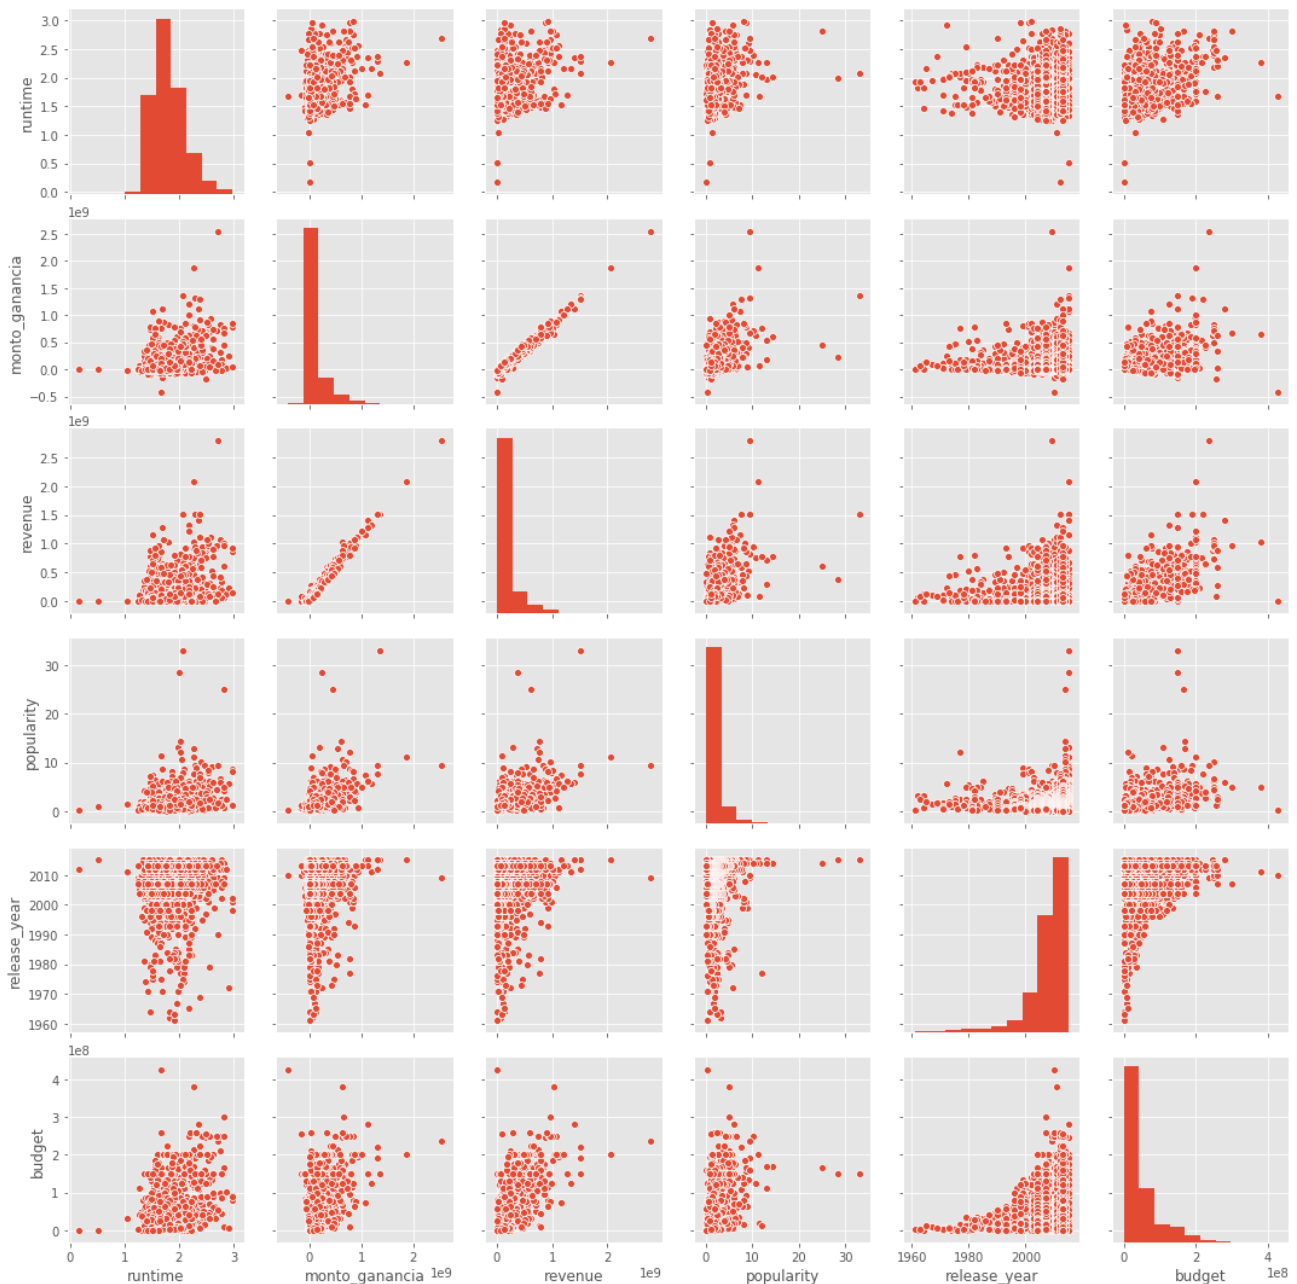 3.0
2.5
2.0
1.5
1.0
0.5
0.0
runtime
1e9
2.5
2.0
1.5
1.0
0.5
0.0
−0.5
monto_ganancia
1e9
2.5
2.0
1.5
1.0
0.5
0.0
revenue
30
20
10
0
popularity
2010
2000
1990
1980
1970
1960
release_year
1e8
4
3
2
1
0
budget
0 1 2 3 0 1 2 0 1 2 0 10 20 30 1960 1980 2000 0 2 4
1e9 1e9 1e8
runtime monto_ganancia revenue popularity release_year budget